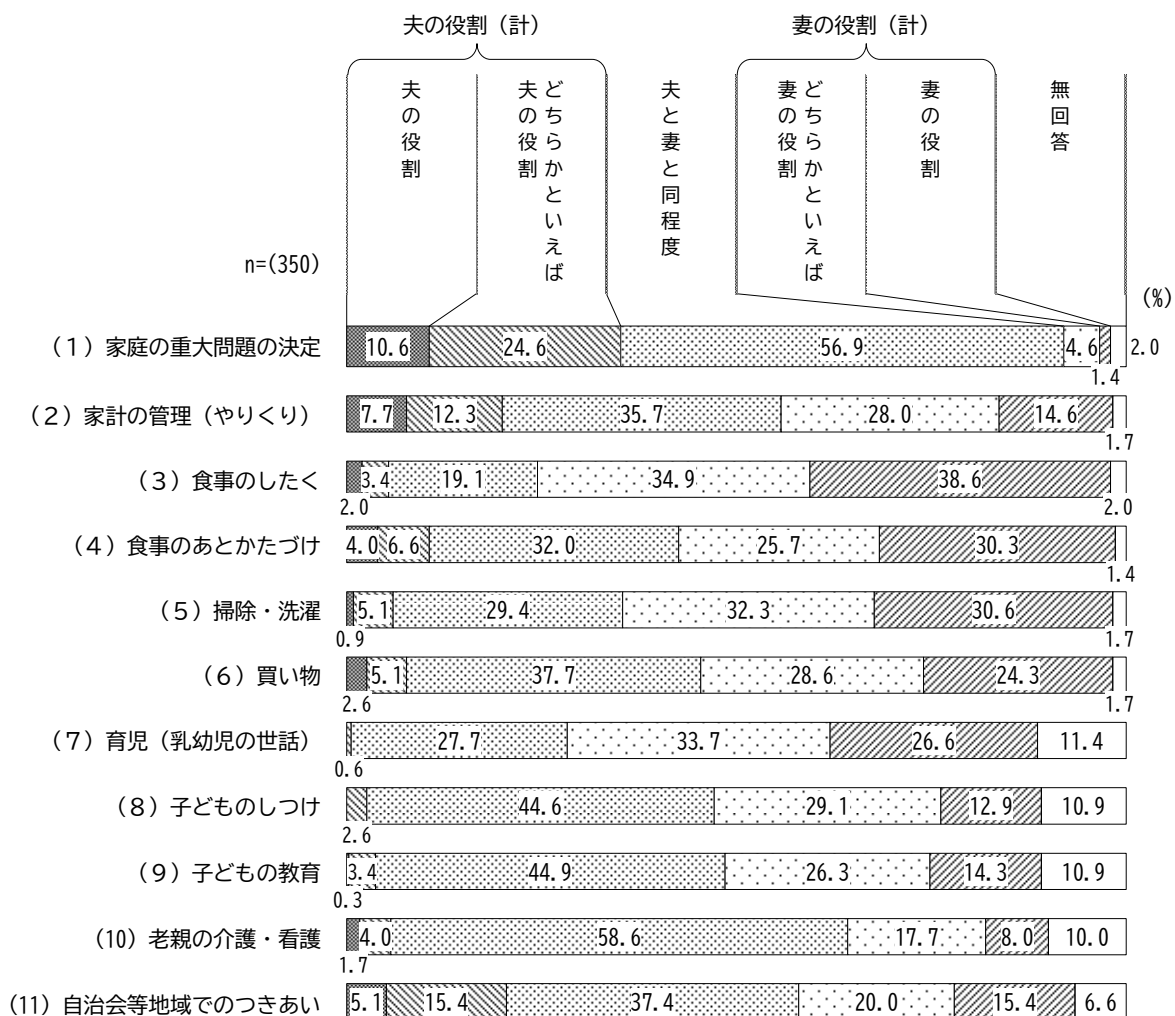 夫の役割（計）
妻の役割（計）
夫の役割
どちらかといえば
夫の役割
夫と妻と同程度
どちらかといえば
妻の役割
妻の役割
無回答
n=(350)
(%)
（１）家庭の重大問題の決定 10.6 24.6 56.9 4.6 2.0
1.4
（２）家計の管理（やりくり） 7.7 12.3 35.7 28.0 14.6
1.7
（３）食事のしたく 3.4 19.1 34.9 38.6
2.0 2.0
（４）食事のあとかたづけ 4.0 6.6 32.0 25.7 30.3
1.4
（５）掃除・洗濯 5.1 29.4 32.3 30.6
0.9 1.7
（６）買い物 5.1 37.7 28.6 24.3
2.6 1.7
（７）育児（乳幼児の世話） 27.7 33.7 26.6 11.4
0.6
（８）子どものしつけ 44.6 29.1 12.9 10.9
2.6
（９）子どもの教育 3.4 44.9 26.3 14.3 10.9
0.3
(10) 老親の介護・看護 4.0 58.6 17.7 8.0 10.0
1.7
(11) 自治会等地域でのつきあい 5.1 15.4 37.4 20.0 15.4 6.6